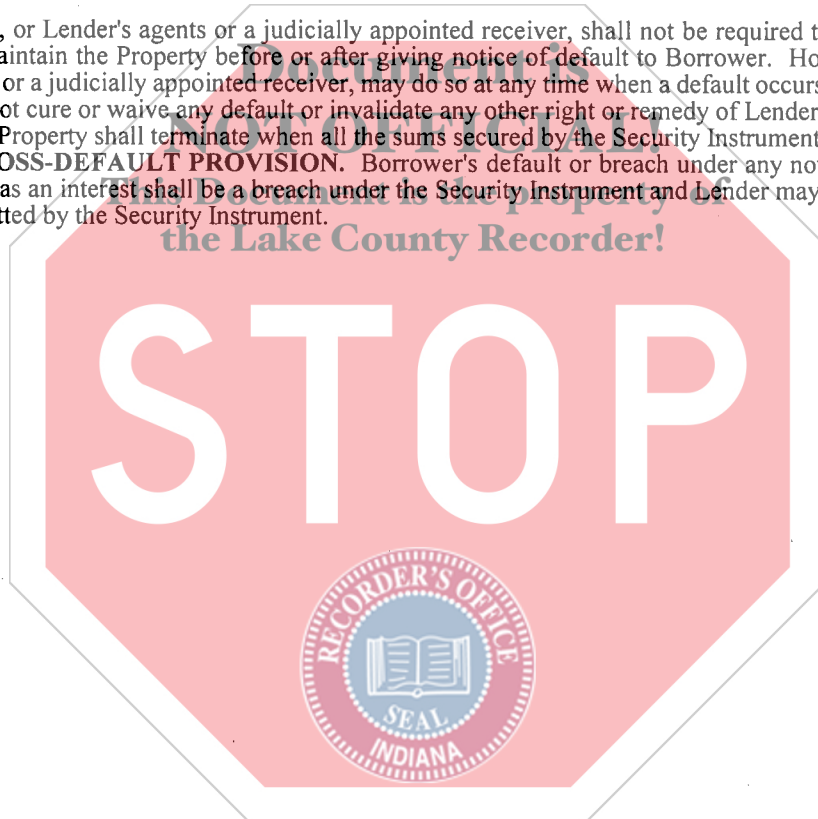 , or Lender's agents or a judicially appointed receiver, shall not be required t
aintain the Property before or after giving notice of default to Borrower. Ho
or a judicially appointed receiver, may do so at any time when a default occurs
ot cure or waive any default or invalidate any other right or remedy of Lender
Property shall terminate when all the sums secured by the Security Instrument
OSS-DEFAULT PROVISION. Borrower's default or breach under any no
as an interest shall be a breach under the Security Instrument and Lender may
tted by the Security Instrument.
Document is
NOT OFFICIAL!
This Document is the property of
the Lake County Recorder!
STOP
RECORDER'S OFFICE
SEAL
INDIANA